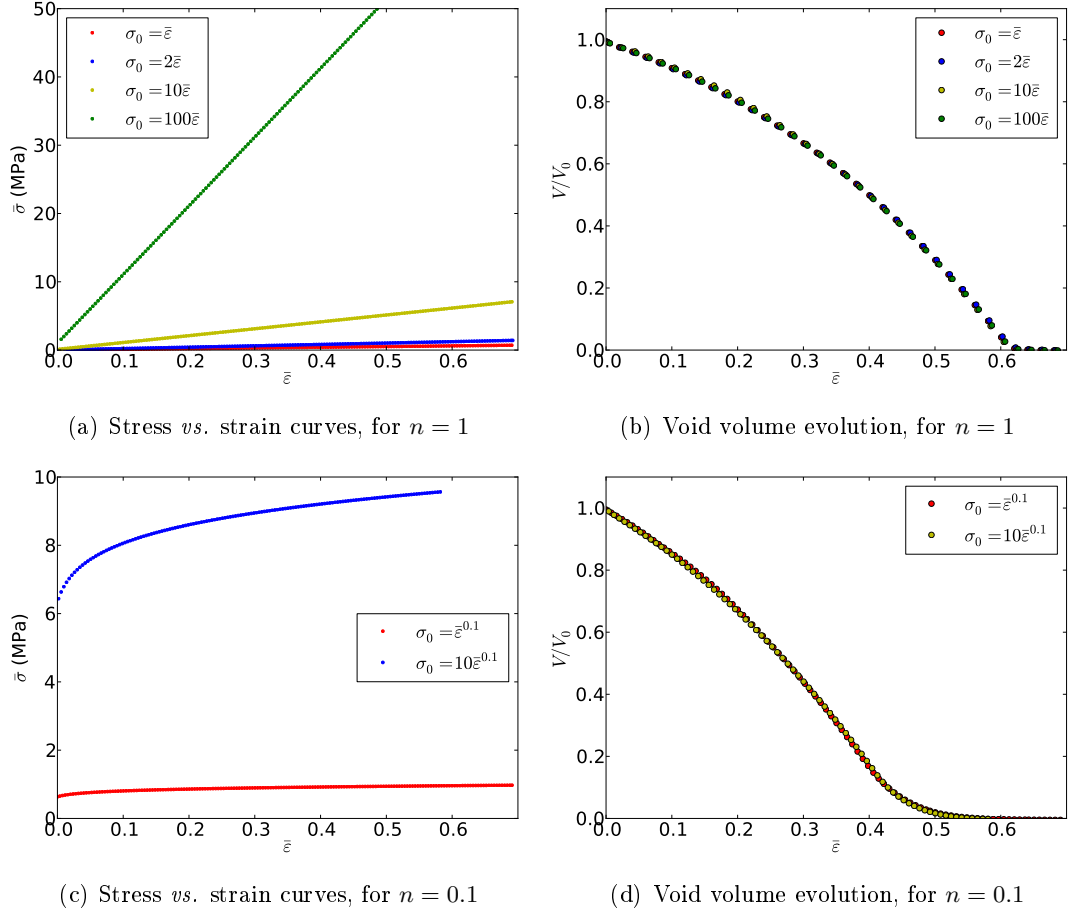 50
40
30
20
10
0
σ̄ (MPa)
σ₀ = ε̄
σ₀ = 2ε̄
σ₀ = 10ε̄
σ₀ = 100ε̄
0.0 0.1 0.2 0.3 0.4 0.5 0.6
ε̄
(a) Stress vs. strain curves, for n = 1
1.0
0.8
0.6
0.4
0.2
0.0
V/V₀
σ₀ = ε̄
σ₀ = 2ε̄
σ₀ = 10ε̄
σ₀ = 100ε̄
0.0 0.1 0.2 0.3 0.4 0.5 0.6
ε̄
(b) Void volume evolution, for n = 1
10
8
6
4
2
0
σ̄ (MPa)
σ₀ = ε̄⁰·¹
σ₀ = 10ε̄⁰·¹
0.0 0.1 0.2 0.3 0.4 0.5 0.6
ε̄
(c) Stress vs. strain curves, for n = 0.1
1.0
0.8
0.6
0.4
0.2
0.0
V/V₀
σ₀ = ε̄⁰·¹
σ₀ = 10ε̄⁰·¹
0.0 0.1 0.2 0.3 0.4 0.5 0.6
ε̄
(d) Void volume evolution, for n = 0.1